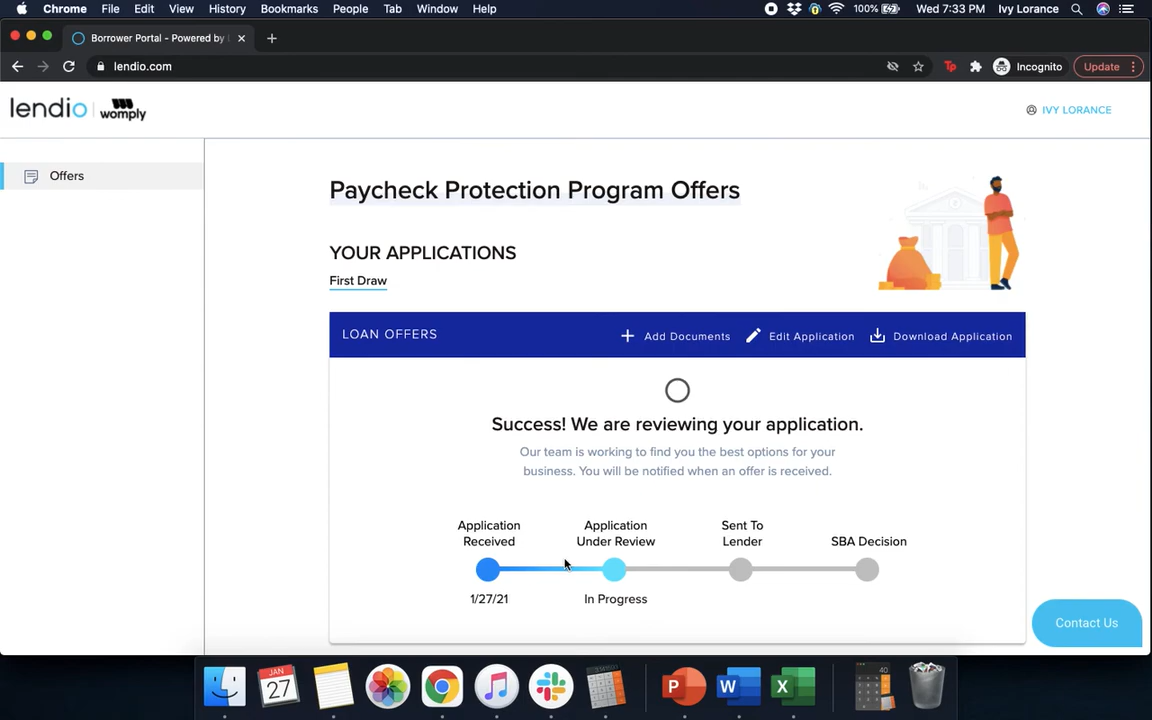 Chrome File Edit View History Bookmarks People Tab Window Help 100% Wed 7:33 PM Ivy Lorance
Borrower Portal - Powered by
lendio.com Incognito Update
lendio womply
IVY LORANCE
Offers
Paycheck Protection Program Offers
YOUR APPLICATIONS
First Draw
LOAN OFFERS Add Documents Edit Application Download Application
Success! We are reviewing your application.
Our team is working to find you the best options for your
business. You will be notified when an offer is received.
Application Application Sent To
Received Under Review Lender SBA Decision
1/27/21 In Progress
Contact Us
JAN
27
P W X
40